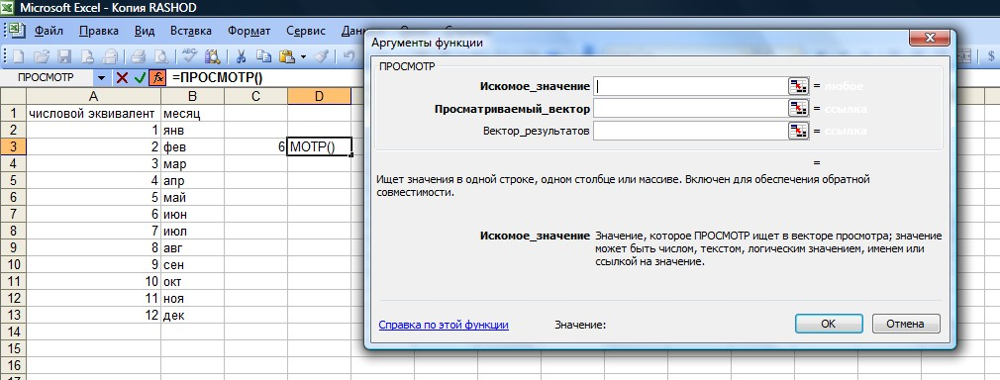 Microsoft Excel - Копия RASHOD
Файл Правка Вид Вставка Формат Сервис
Аргументы функции
ПРОСМОТР =ПРОСМОТР()
ПРОСМОТР
Искомое_значение = любое
Просматриваемый_вектор = ссылка
Вектор_результатов = ссылка
=
Ищет значения в одной строке, одном столбце или массиве. Включен для обеспечения обратной
совместимости.
Искомое_значение Значение, которое ПРОСМОТР ищет в векторе просмотра; значение
может быть числом, текстом, логическим значением, именем или
ссылкой на значение.
Справка по этой функции Значение: OK Отмена
A B C D
1 числовой эквивалент месяц
2 1 янв
3 2 фев 6 МОТР()
4 3 мар
5 4 апр
6 5 май
7 6 июн
8 7 июл
9 8 авг
10 9 сен
11 10 окт
12 11 ноя
13 12 дек
14
15
16
17